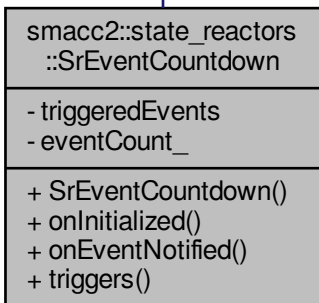 smacc2::state_reactors
::SrEventCountdown
- triggeredEvents
- eventCount_
+ SrEventCountdown()
+ onInitialized()
+ onEventNotified()
+ triggers()